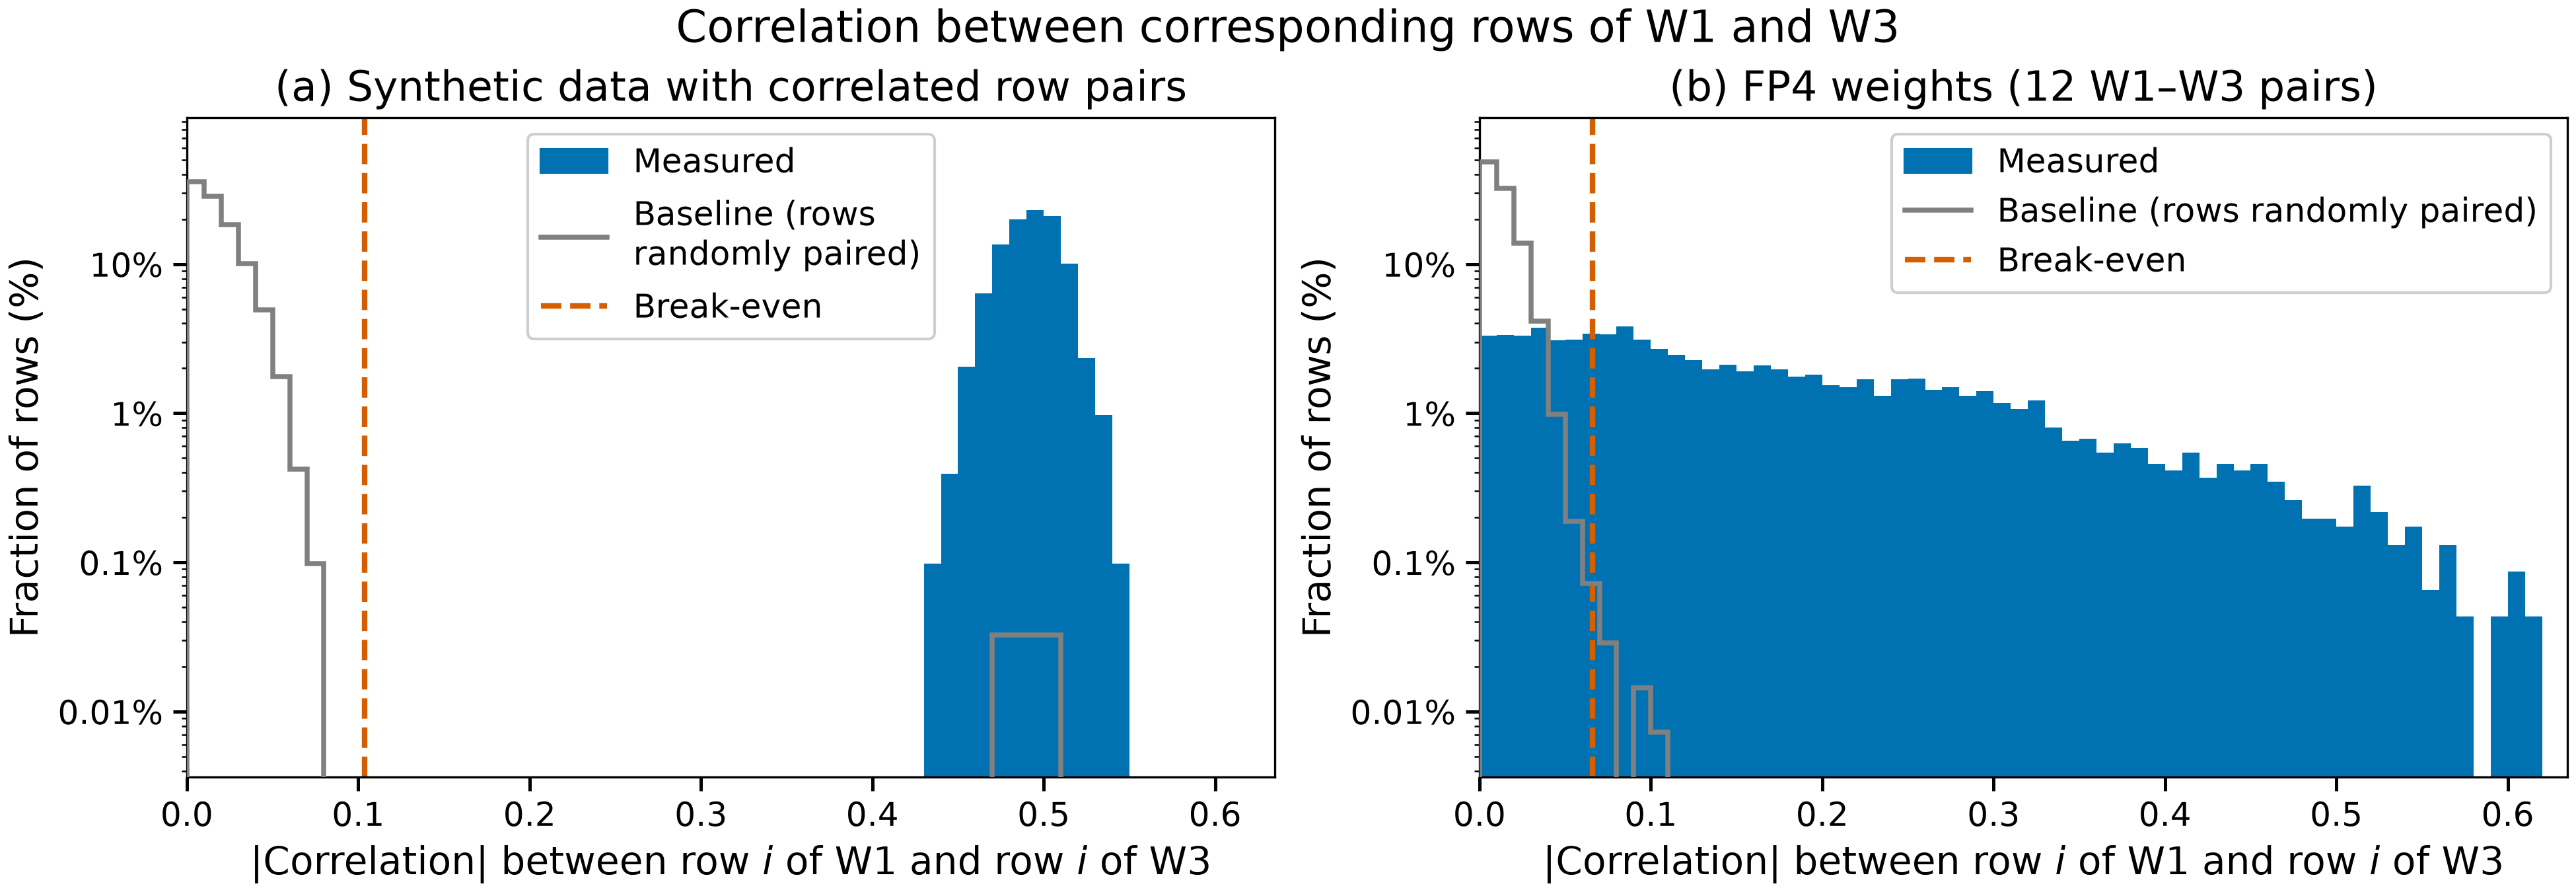 Correlation between corresponding rows of W1 and W3
(a) Synthetic data with correlated row pairs
Fraction of rows (%)
10%
1%
0.1%
0.01%
Measured
Baseline (rows
randomly paired)
Break-even
0.0 0.1 0.2 0.3 0.4 0.5 0.6
|Correlation| between row i of W1 and row i of W3
(b) FP4 weights (12 W1–W3 pairs)
Fraction of rows (%)
10%
1%
0.1%
0.01%
Measured
Baseline (rows randomly paired)
Break-even
0.0 0.1 0.2 0.3 0.4 0.5 0.6
|Correlation| between row i of W1 and row i of W3